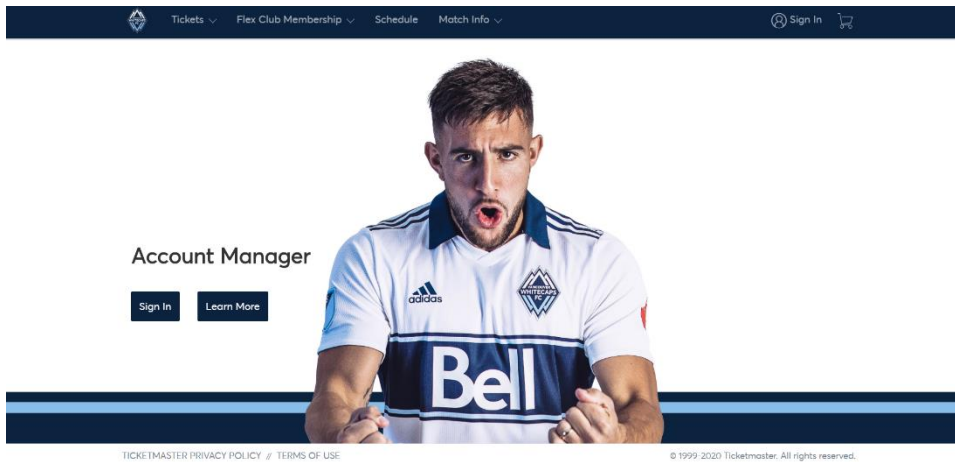 Tickets Flex Club Membership Schedule Match Info Sign In
Account Manager
Sign In Learn More
adidas
VANCOUVER
WHITECAPS
FC
Bell
TICKETMASTER PRIVACY POLICY // TERMS OF USE © 1999-2020 Ticketmaster. All rights reserved.